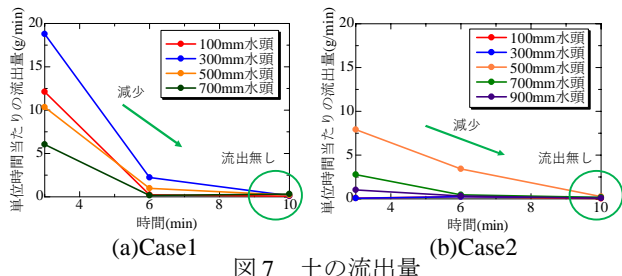 単位時間当たりの流出量(g/min)
20
15
10
5
0
100mm水頭
300mm水頭
500mm水頭
700mm水頭
減少
流出無し
4
6
8
10
時間(min)
(a)Case1
単位時間当たりの流出量(g/min)
20
15
10
5
0
100mm水頭
300mm水頭
500mm水頭
700mm水頭
900mm水頭
減少
流出無し
4
6
8
10
時間(min)
(b)Case2
図7 土の流出量